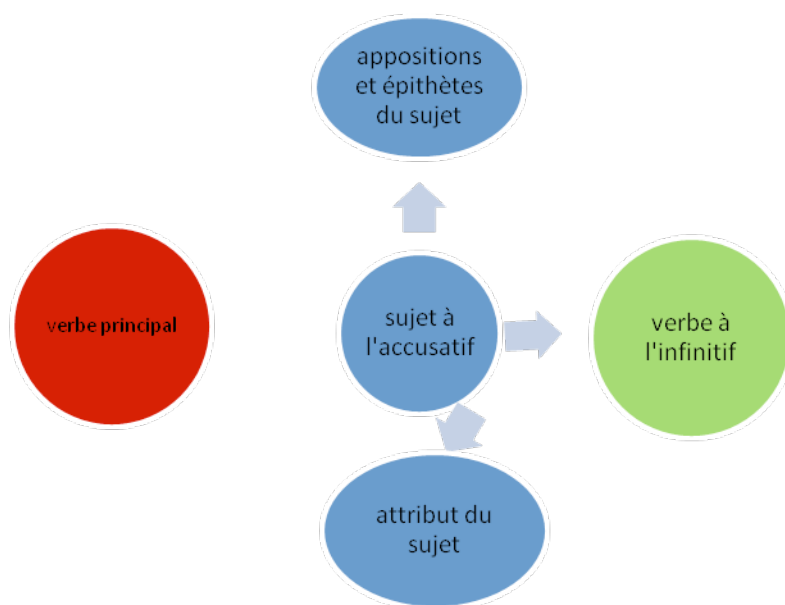 appositions
et épithètes
du sujet
verbe principal
sujet à
l'accusatif
verbe à
l'infinitif
attribut du
sujet